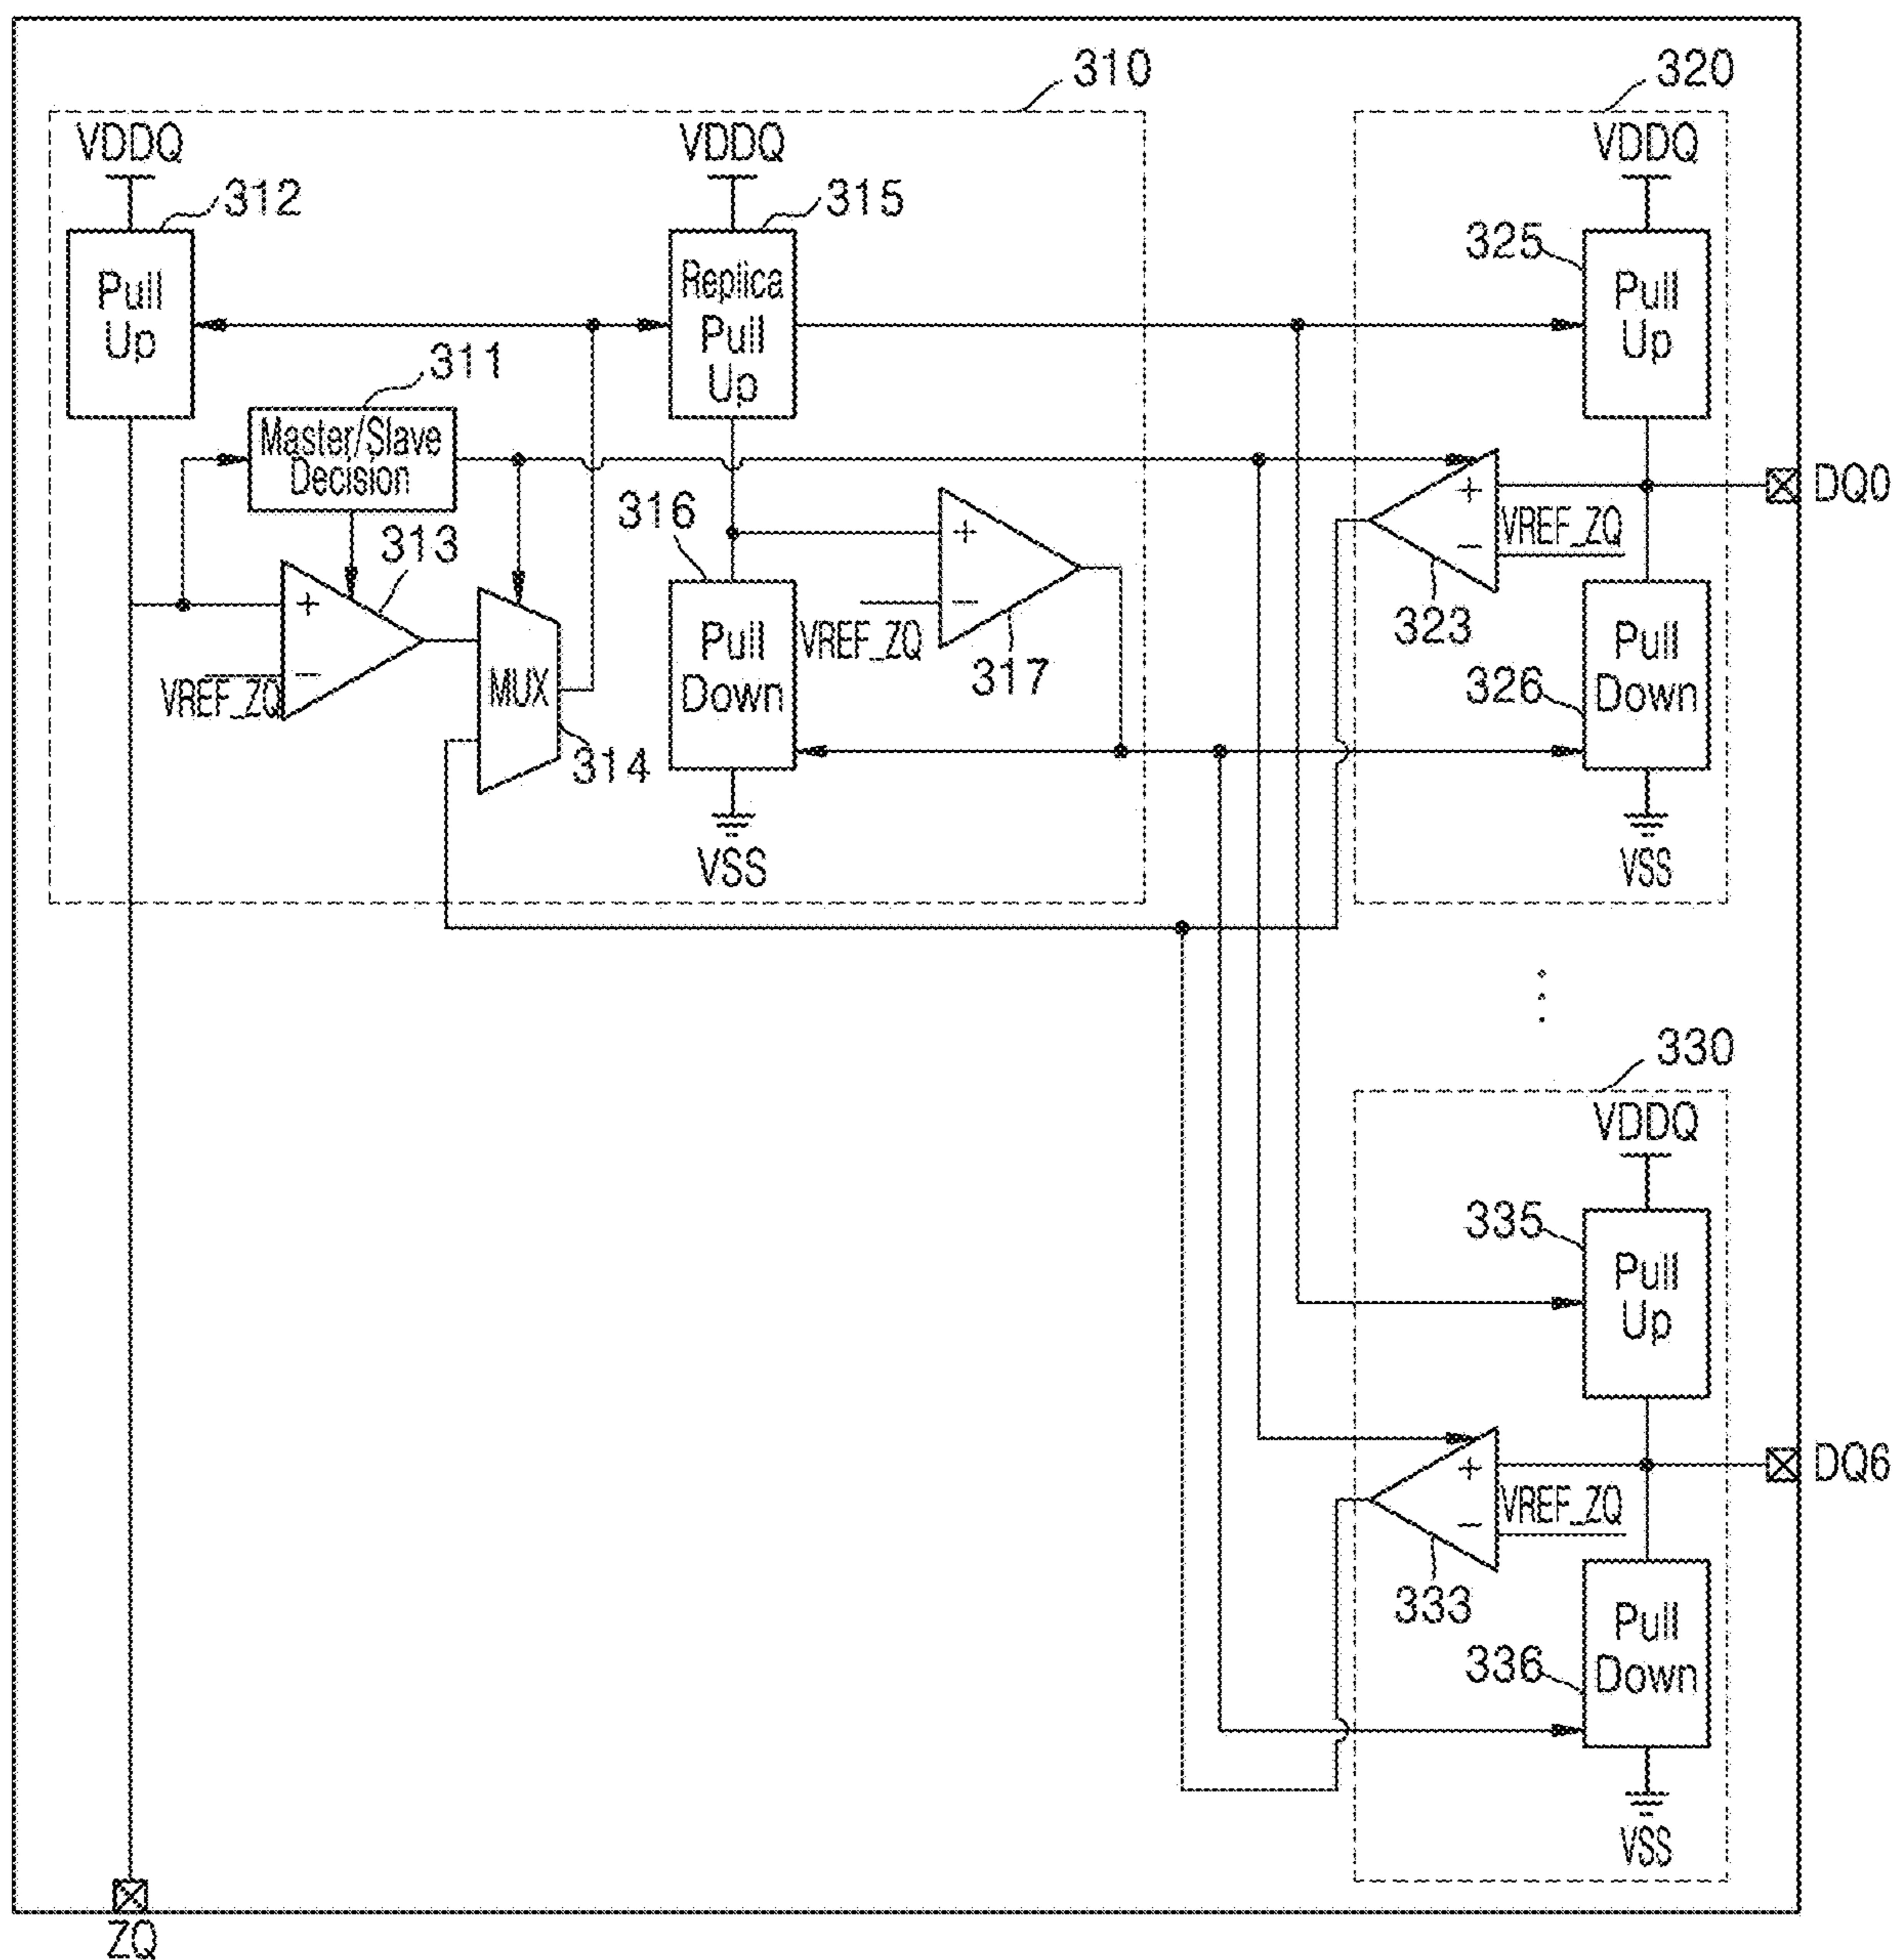 310
320
VDDQ
VDDQ
VDDQ
312
315
325
Pull
Up
Replica
Pull
Up
Pull
Up
311
Master/Slave
Decision
DQ0
316
313
+
+
+
VREF_ZQ
-
323
-
VREF_ZQ
-
VREF_ZQ
MUX
314
Pull
Down
317
326
Pull
Down
VSS
VSS
330
VDDQ
335
Pull
Up
DQ6
+
VREF_ZQ
-
333
336
Pull
Down
VSS
ZQ